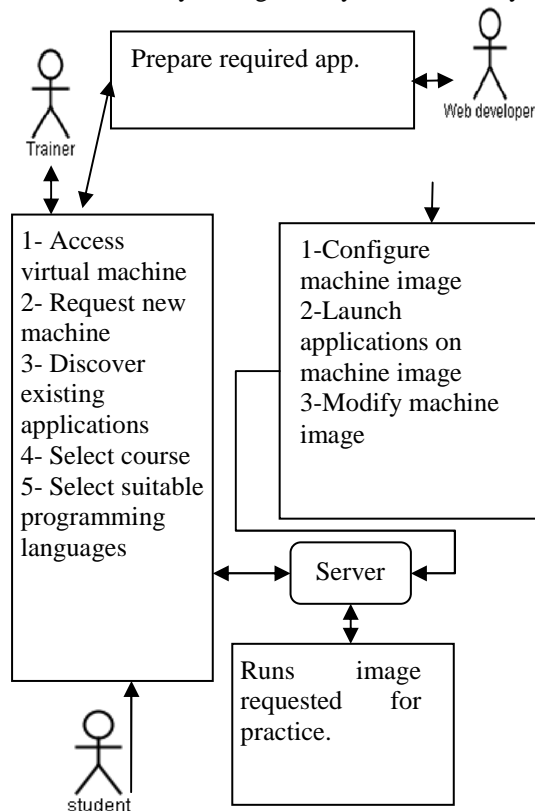 Prepare required app.
Trainer
Web developer
1- Access
virtual machine
2- Request new
machine
3- Discover
existing
applications
4- Select course
5- Select suitable
programming
languages
1-Configure
machine image
2-Launch
applications on
machine image
3-Modify machine
image
Server
Runs image
requested for
practice.
student